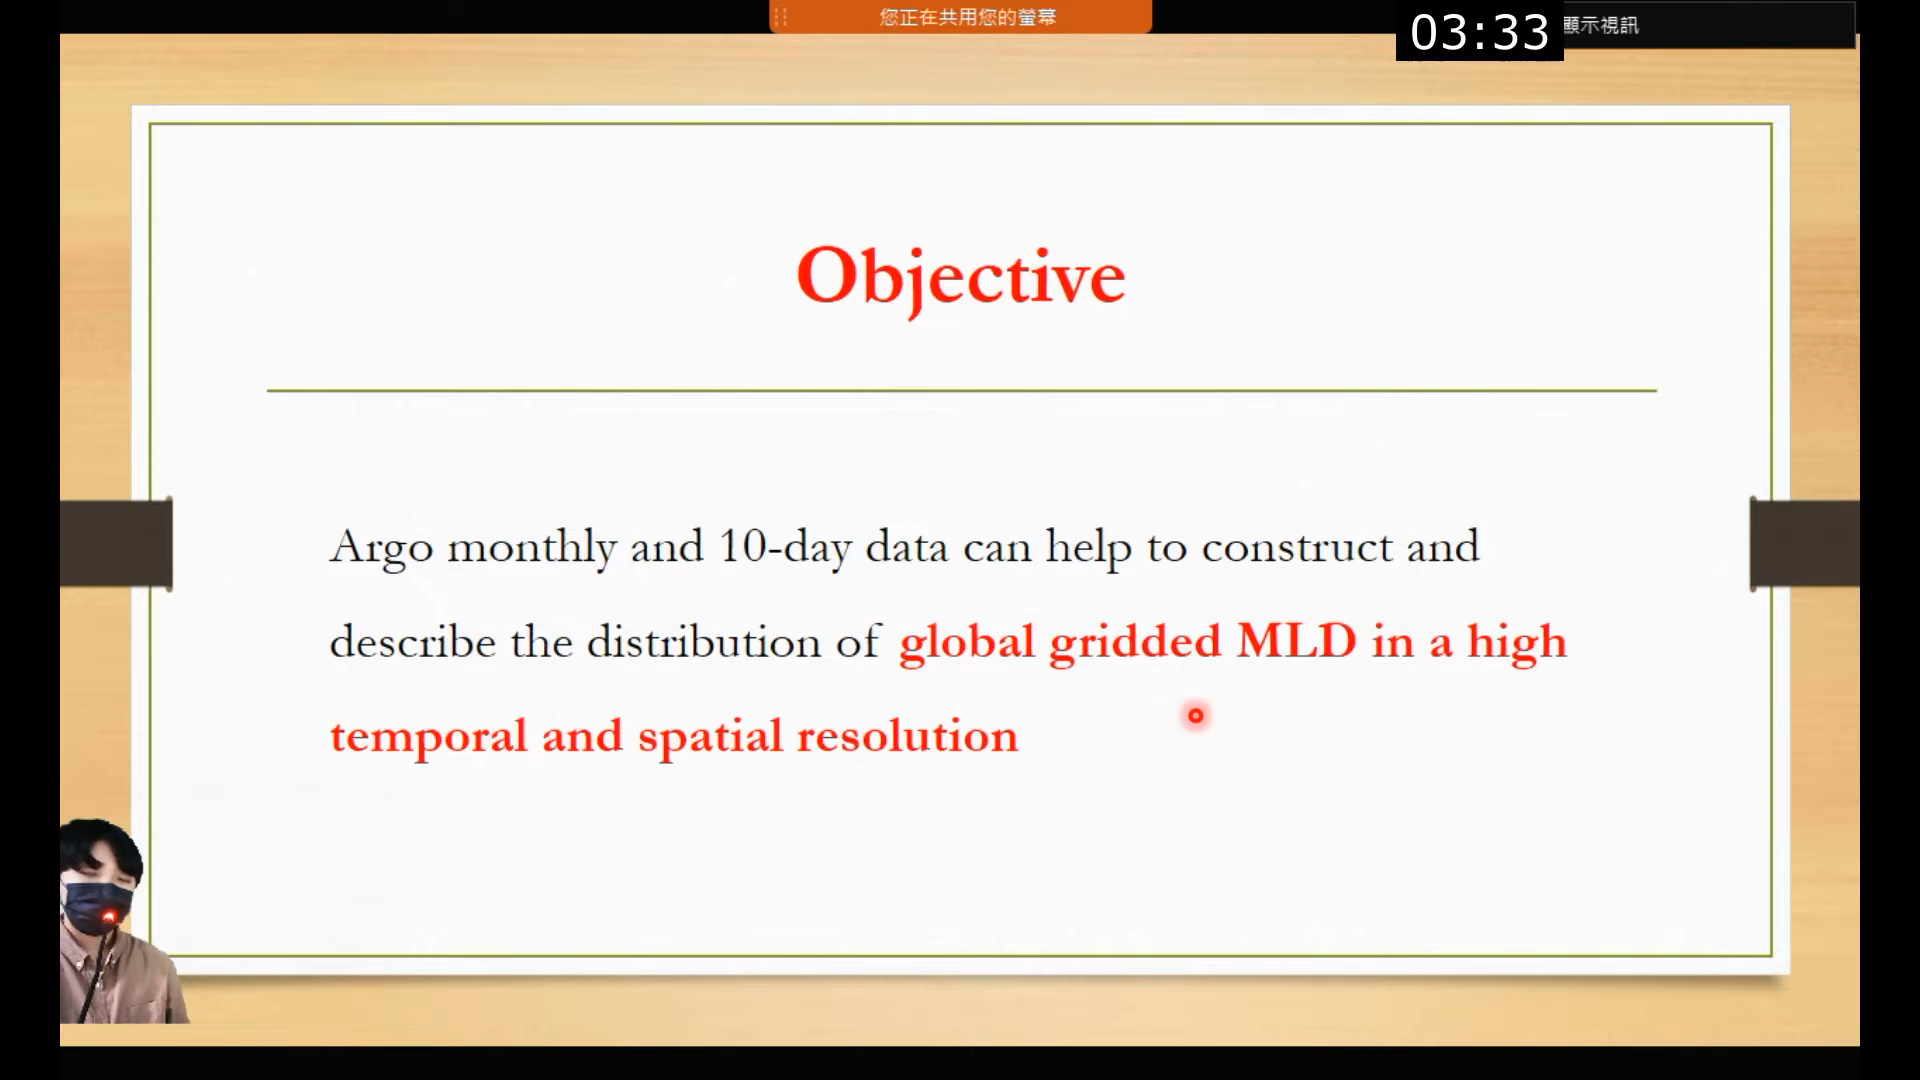 您正在共用您的螢幕
03:33
顯示視訊
Objective
Argo monthly and 10-day data can help to construct and
describe the distribution of global gridded MLD in a high
temporal and spatial resolution